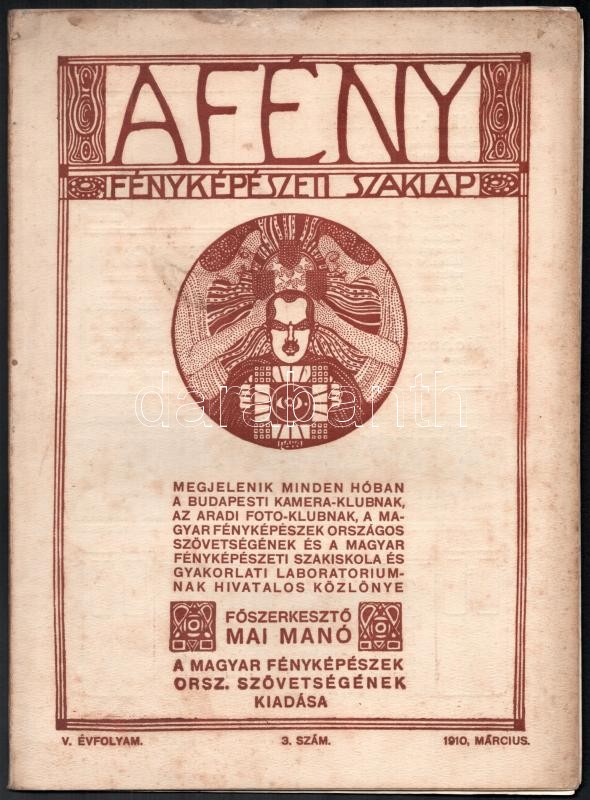 A FÉNY
FÉNYKÉPÉSZETI SZAKLAP
darabanth
MEGJELENIK MINDEN HÓBAN
A BUDAPESTI KAMERA-KLUBNAK,
AZ ARADI FOTO-KLUBNAK, A MA-
GYAR FÉNYKÉPÉSZEK ORSZÁGOS
SZÖVETSÉGÉNEK ÉS A MAGYAR
FÉNYKÉPÉSZETI SZAKISKOLA ÉS
GYAKORLATI LABORATORIUM-
NAK HIVATALOS KÖZLÖNYE
FŐSZERKESZTŐ
MAI MANÓ
A MAGYAR FÉNYKÉPÉSZEK
ORSZ. SZÖVETSÉGÉNEK
KIADÁSA
V. ÉVFOLYAM. 3. SZÁM. 1910, MÁRCIUS.